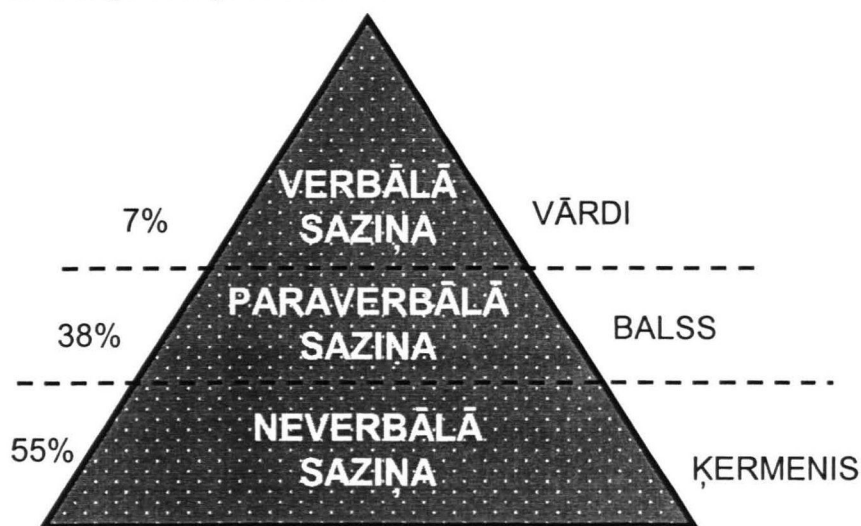 VERBĀLĀ
SAZIŅA
7%
VĀRDI
PARAVERBĀLĀ
SAZIŅA
38%
BALSS
NEVERBĀLĀ
SAZIŅA
55%
ĶERMENIS